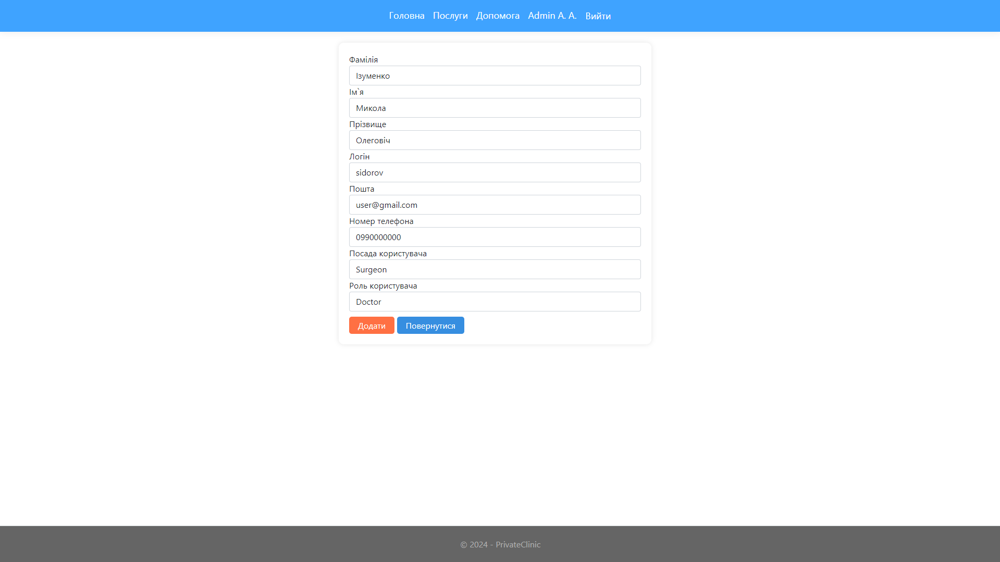 Головна Послуги Допомога Admin A. A. Вийти
Фамілія
Ізуменко
Ім`я
Микола
Прізвище
Олеговіч
Логін
sidorov
Пошта
user@gmail.com
Номер телефона
0990000000
Посада користувача
Surgeon
Роль користувача
Doctor
Додати Повернутися
© 2024 - PrivateClinic